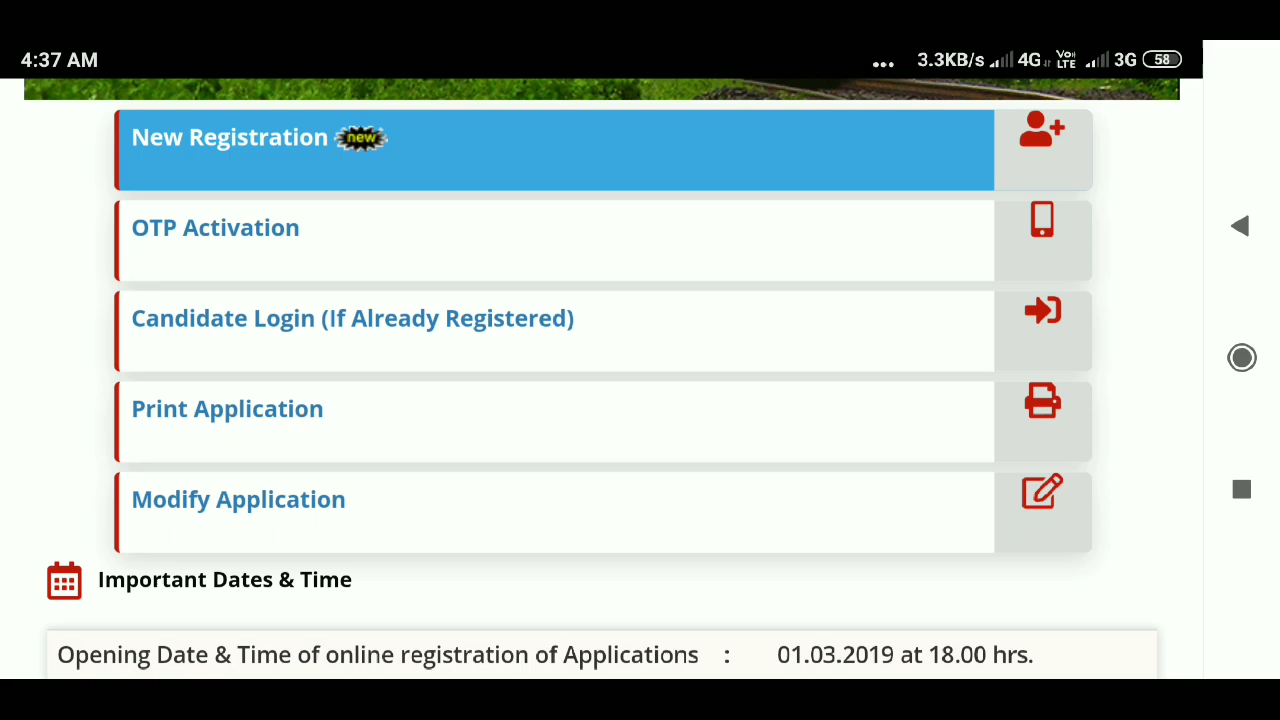 4:37 AM ... 3.3KB/s 4G Vo LTE 3G 58
New Registration new
OTP Activation
Candidate Login (If Already Registered)
Print Application
Modify Application
Important Dates & Time
Opening Date & Time of online registration of Applications : 01.03.2019 at 18.00 hrs.